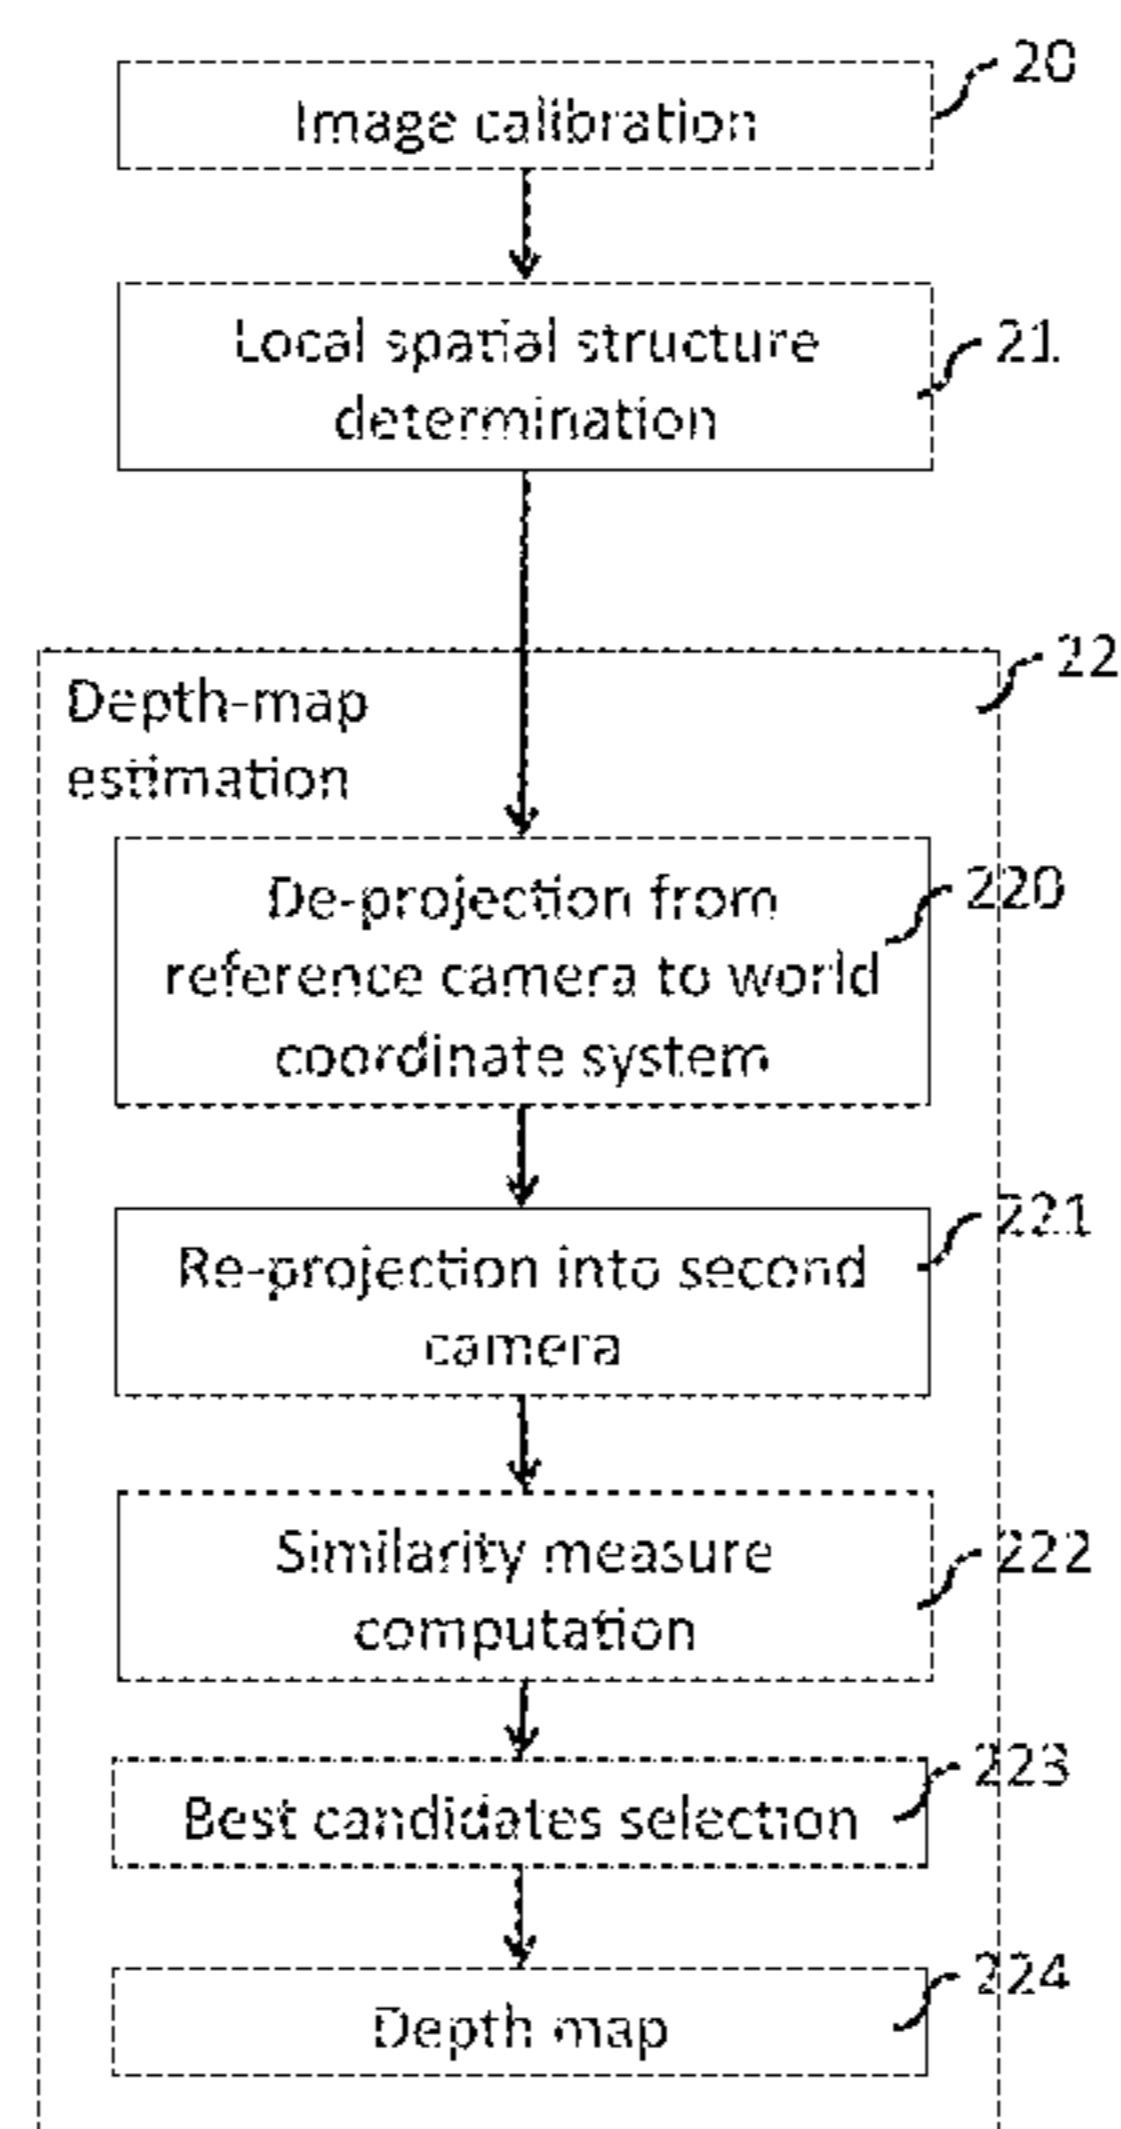 20
Image calibration
21
Local spatial structure
determination
22
Depth-map
estimation
220
De-projection from
reference camera to world
coordinate system
221
Re-projection into second
camera
222
Similarity measure
computation
223
Best candidates selection
224
Depth map